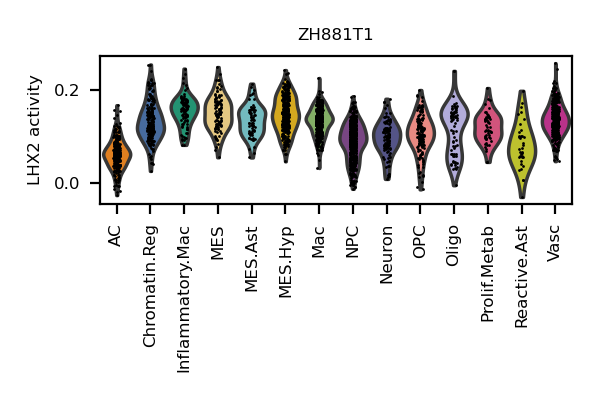 ZH881T1
LHX2 activity
0.2
0.0
AC
Chromatin.Reg
Inflammatory.Mac
MES
MES.Ast
MES.Hyp
Mac
NPC
Neuron
OPC
Oligo
Prolif.Metab
Reactive.Ast
Vasc